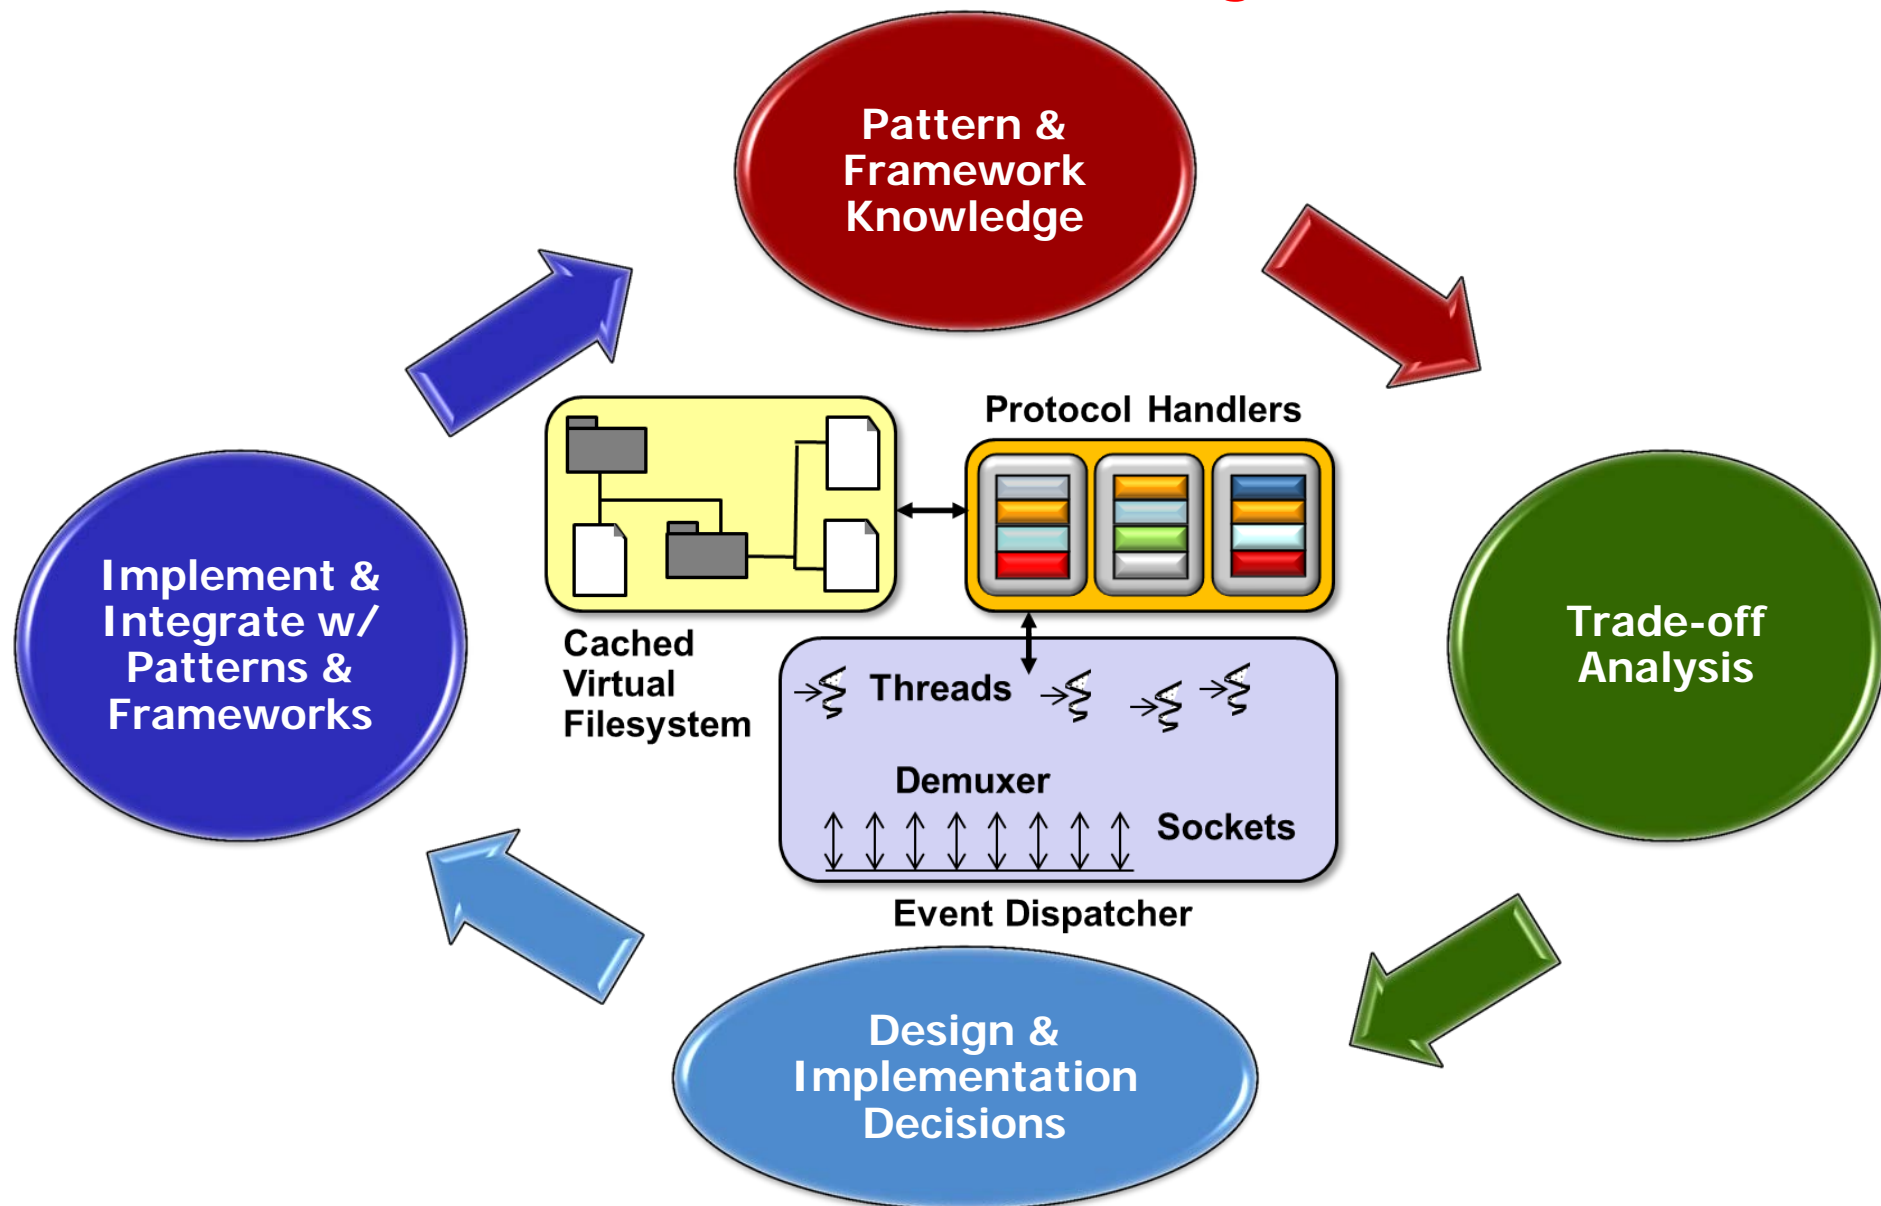 Pattern &
Framework
Knowledge
Protocol Handlers
Implement &
Integrate w/
Patterns &
Frameworks
Trade-off
Analysis
Cached
Virtual
Filesystem
Threads
Demuxer
Sockets
Event Dispatcher
Design &
Implementation
Decisions